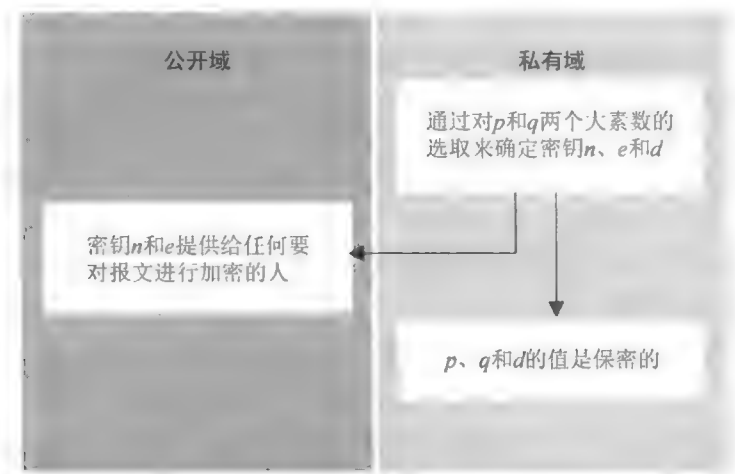 公开域
私有域
通过对p和q两个大素数的
选取来确定密钥n、e和d
密钥n和e提供给任何要
对报文进行加密的人
p、q和d的值是保密的